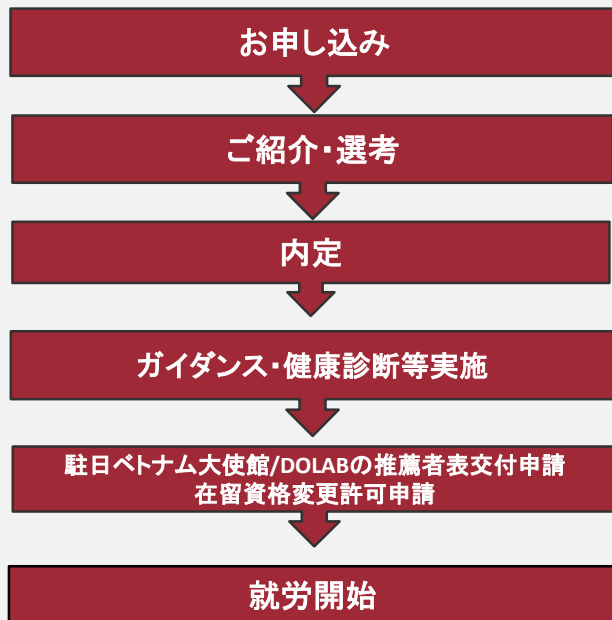 お申し込み
ご紹介・選考
内定
ガイダンス・健康診断等実施
駐日ベトナム大使館/DOLABの推薦者表交付申請
在留資格変更許可申請
就労開始